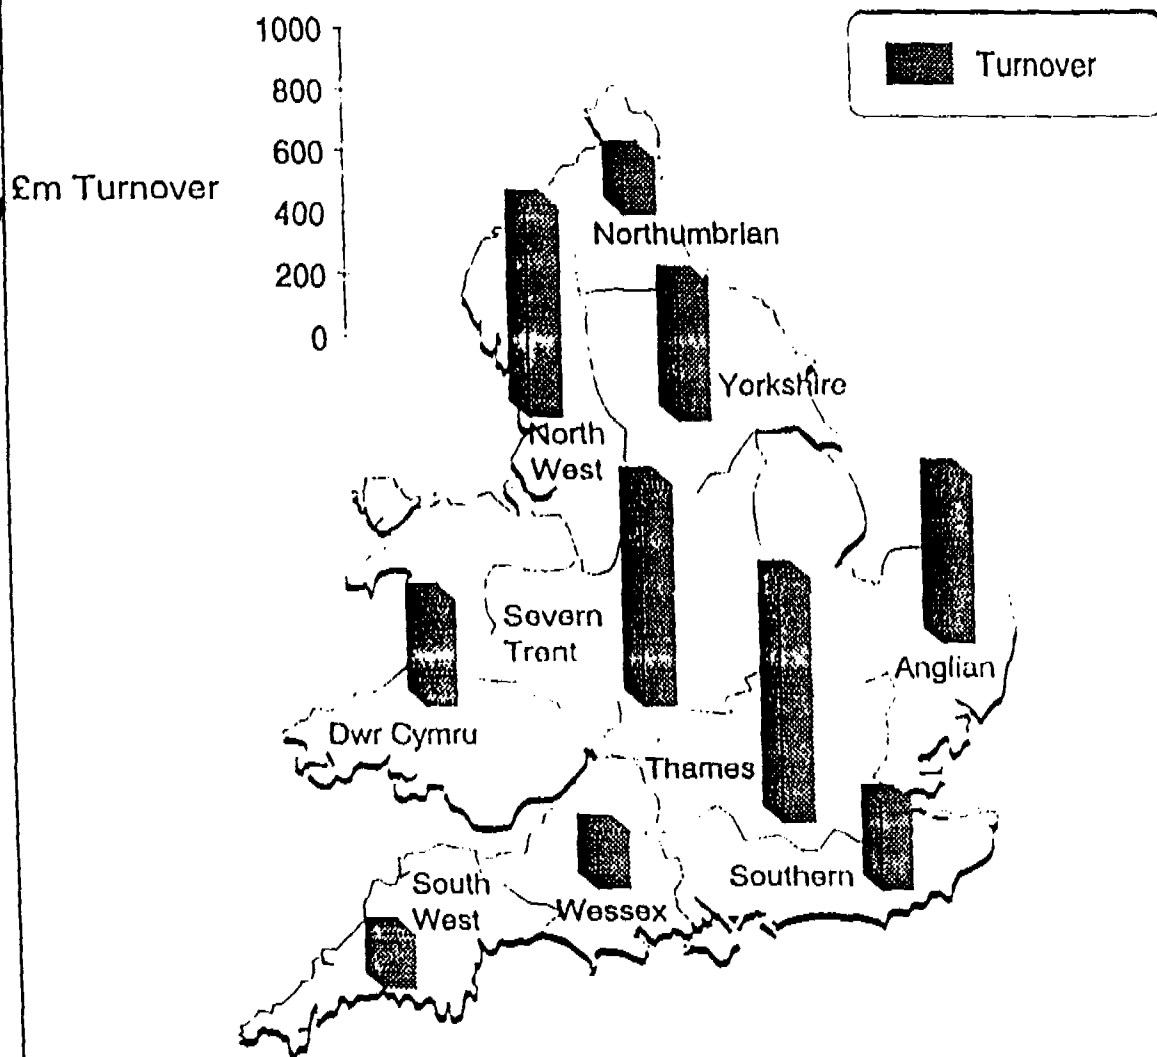 1000
800
600
400
200
0
£m Turnover
Turnover
Northumbrian
Yorkshire
North
West
Severn
Trent
Anglian
Dwr Cymru
Thames
Southern
South
West
Wessex